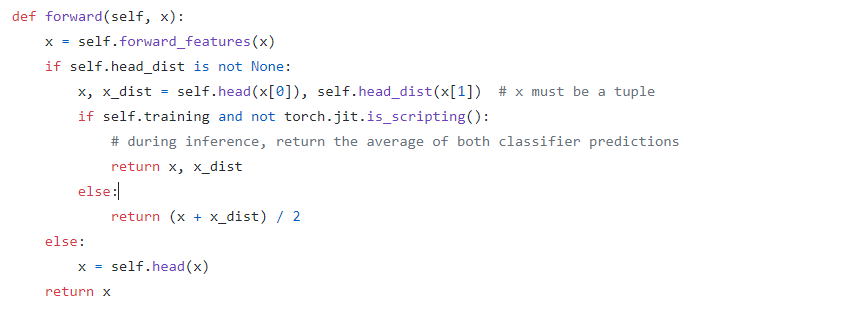 def forward(self, x):
    x = self.forward_features(x)
    if self.head_dist is not None:
        x, x_dist = self.head(x[0]), self.head_dist(x[1])  # x must be a tuple
        if self.training and not torch.jit.is_scripting():
            # during inference, return the average of both classifier predictions
            return x, x_dist
        else:
            return (x + x_dist) / 2
    else:
        x = self.head(x)
    return x